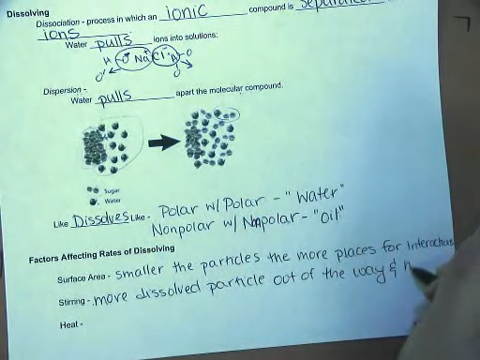 Dissolving
Dissociation - process in which an ionic compound is
ions
Water pulls ions into solutions:
H O Na Cl H O
O
Dispersion -
Water pulls apart the molecular compound.
Sugar
Water
Like Dissolves Like - Polar w/ Polar - "Water"
Nonpolar w/ Nonpolar - "Oil"
Factors Affecting Rates of Dissolving
Surface Area - smaller the particles the more places for
Stirring - more dissolved particle out of the way &
Heat -